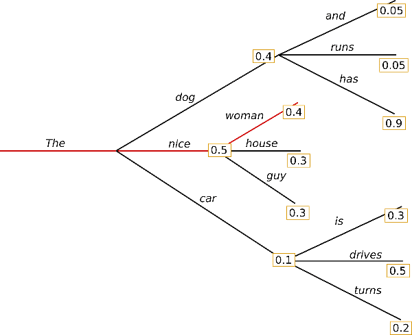 and
0.05
runs
0.4
0.05
has
dog
woman
0.4
0.9
The
nice
0.5
house
0.3
guy
car
0.3
is
0.3
0.1
drives
0.5
turns
0.2